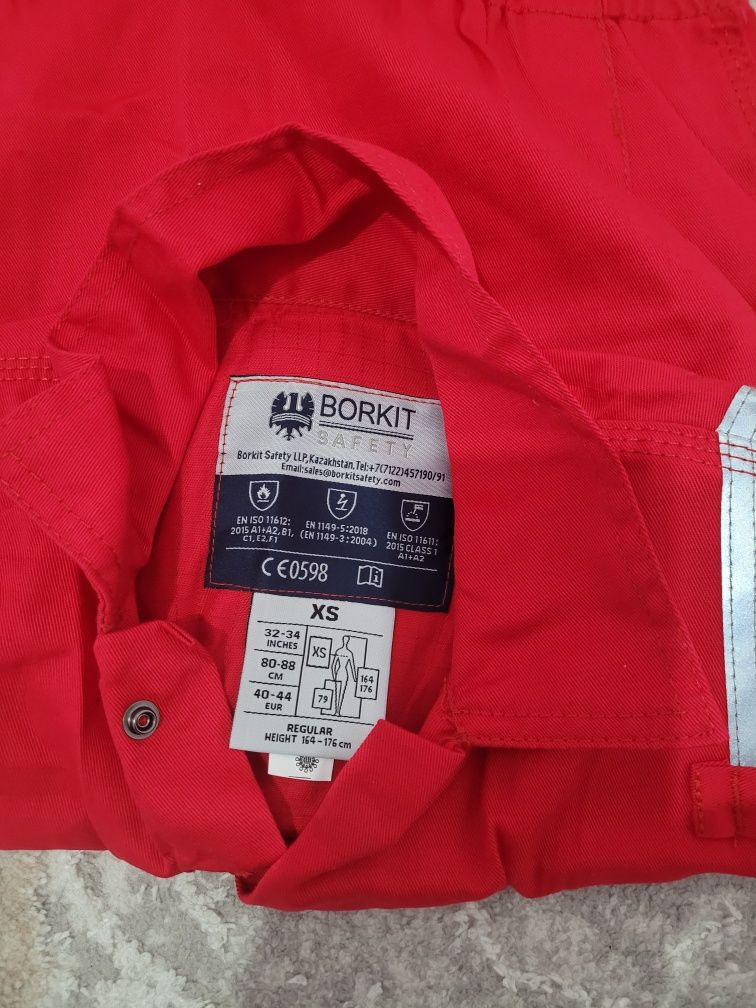 BORKIT
SAFETY
Borkit Safety LLP, Kazakhstan. Tel:+7(7122)457190/91
Email:sales@borkitsafety.com
EN ISO 11612:
2015 A1+A2, B1,
C1, E2, F1
EN 1149-5:2018
(EN 1149-3:2004)
EN ISO 11611:
2015 CLASS 1
A1+A2
CE0598
i
XS
32-34
INCHES
80-88
CM
40-44
EUR
XS
164
176
79
REGULAR
HEIGHT 164-176 cm